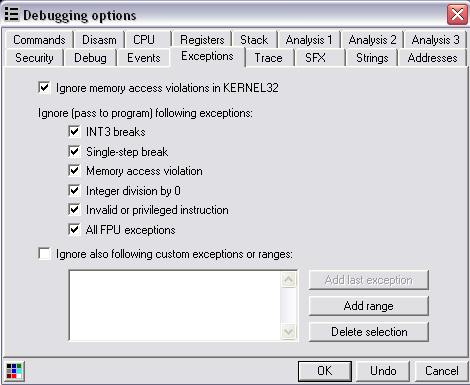 Debugging options
Commands Disasm CPU Registers Stack Analysis 1 Analysis 2 Analysis 3
Security Debug Events Exceptions Trace SFX Strings Addresses
Ignore memory access violations in KERNEL32
Ignore (pass to program) following exceptions:
INT3 breaks
Single-step break
Memory access violation
Integer division by 0
Invalid or privileged instruction
All FPU exceptions
Ignore also following custom exceptions or ranges:
Add last exception
Add range
Delete selection
OK Undo Cancel